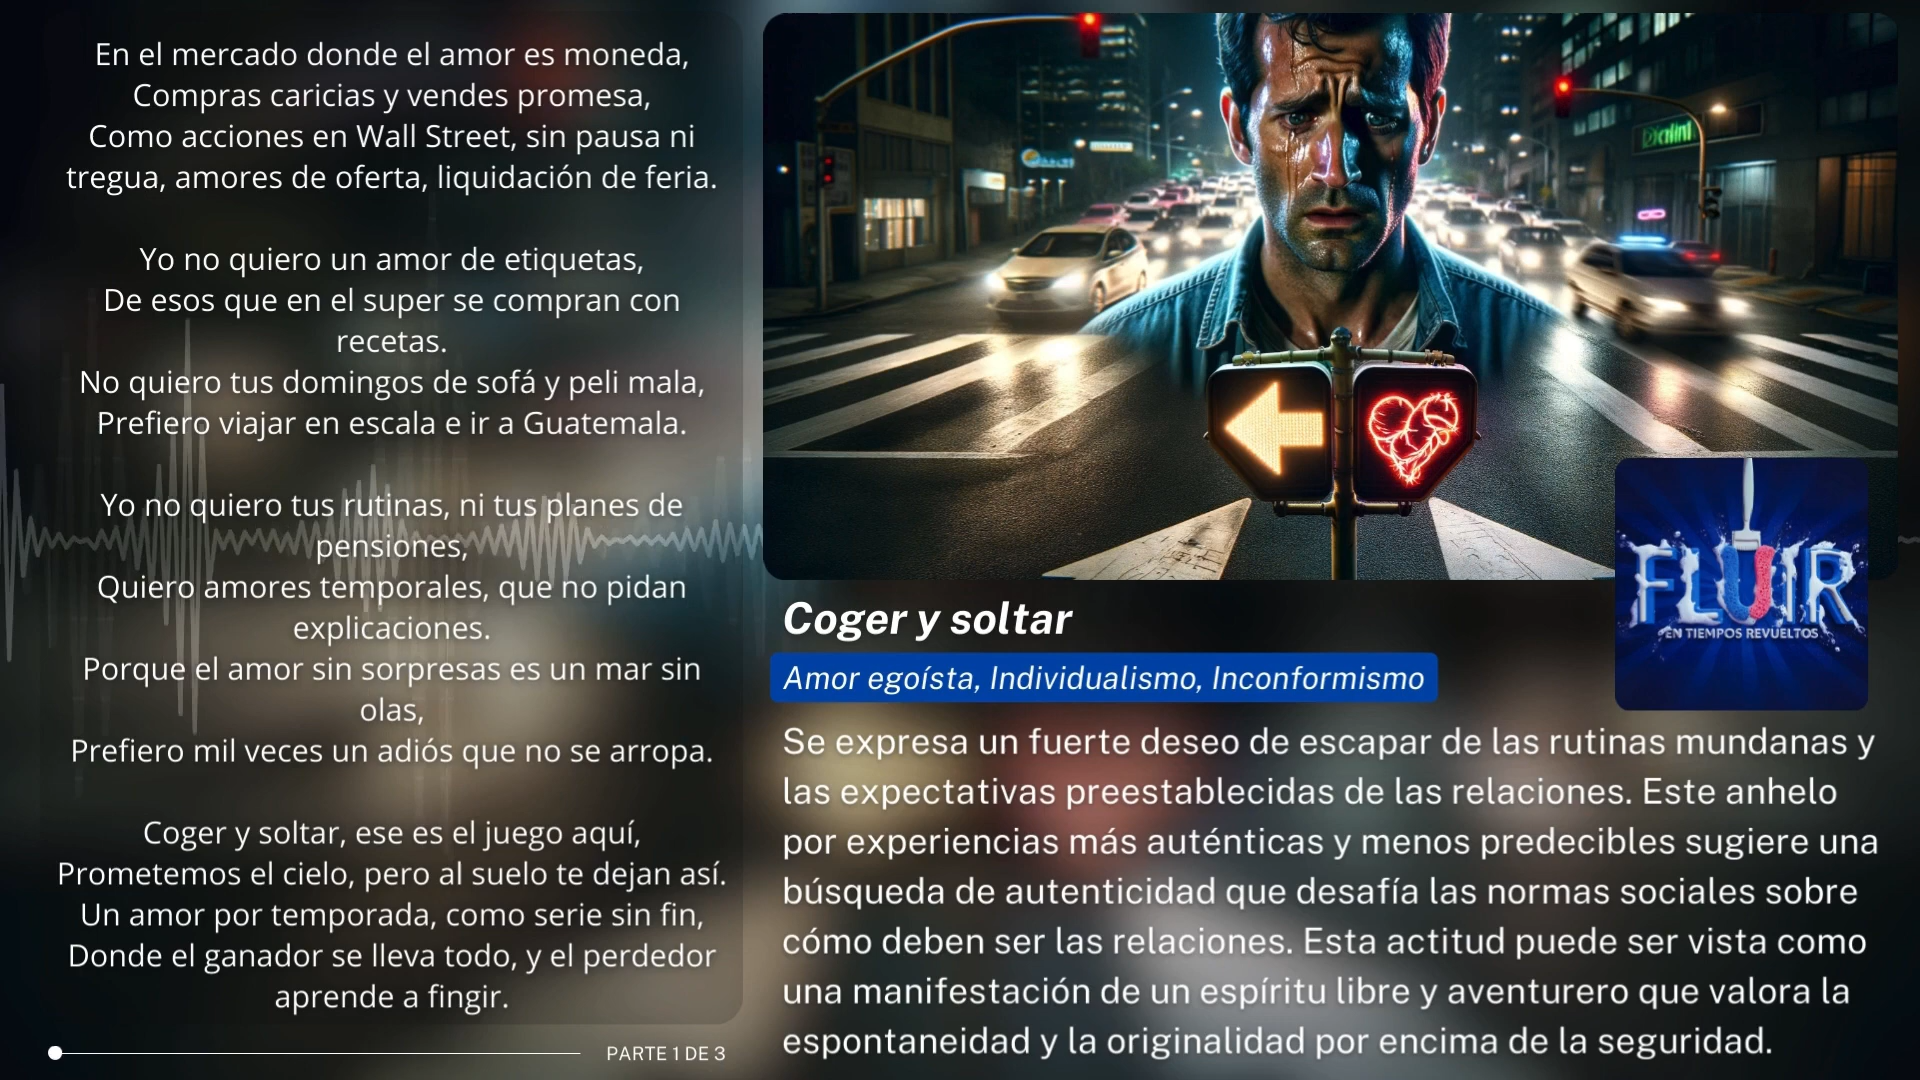 En el mercado donde el amor es moneda,
Compras caricias y vendes promesa,
Como acciones en Wall Street, sin pausa ni
tregua, amores de oferta, liquidación de feria.
Yo no quiero un amor de etiquetas,
De esos que en el super se compran con
recetas.
No quiero tus domingos de sofá y peli mala,
Prefiero viajar en escala e ir a Guatemala.
Yo no quiero tus rutinas, ni tus planes de
pensiones,
Quiero amores temporales, que no pidan
explicaciones.
Porque el amor sin sorpresas es un mar sin
olas,
Prefiero mil veces un adiós que no se arropa.
Coger y soltar, ese es el juego aquí,
Prometemos el cielo, pero al suelo te dejan así.
Un amor por temporada, como serie sin fin,
Donde el ganador se lleva todo, y el perdedor
aprende a fingir.
PARTE 1 DE 3
FLUIR
EN TIEMPOS REVUELTOS
Coger y soltar
Amor egoísta, Individualismo, Inconformismo
Se expresa un fuerte deseo de escapar de las rutinas mundanas y
las expectativas preestablecidas de las relaciones. Este anhelo
por experiencias más auténticas y menos predecibles sugiere una
búsqueda de autenticidad que desafía las normas sociales sobre
cómo deben ser las relaciones. Esta actitud puede ser vista como
una manifestación de un espíritu libre y aventurero que valora la
espontaneidad y la originalidad por encima de la seguridad.